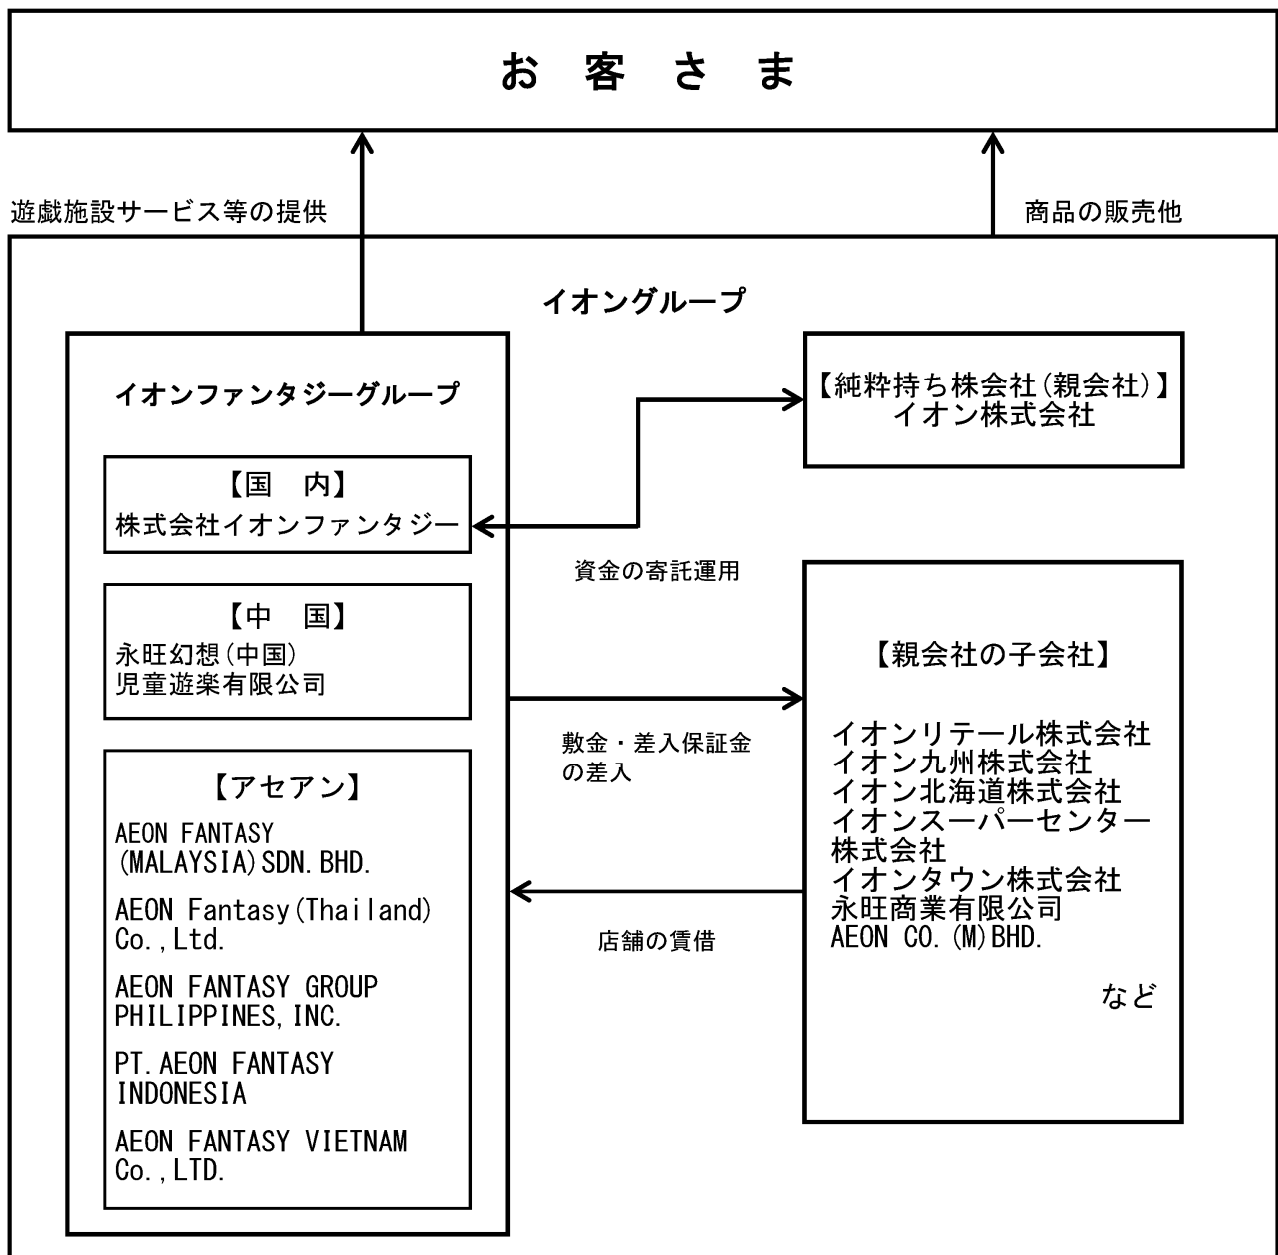 お客さま
遊戯施設サービス等の提供
商品の販売他
イオングループ
イオンファンタジーグループ
【国　内】
株式会社イオンファンタジー
【中　国】
永旺幻想(中国)
児童遊楽有限公司
【アセアン】
AEON FANTASY
(MALAYSIA)SDN.BHD.
AEON Fantasy(Thailand)
Co.,Ltd.
AEON FANTASY GROUP
PHILIPPINES,INC.
PT.AEON FANTASY
INDONESIA
AEON FANTASY VIETNAM
Co.,LTD.
【純粋持ち株会社(親会社)】
イオン株式会社
資金の寄託運用
敷金・差入保証金
の差入
店舗の賃借
【親会社の子会社】
イオンリテール株式会社
イオン九州株式会社
イオン北海道株式会社
イオンスーパーセンター
株式会社
イオンタウン株式会社
永旺商業有限公司
AEON CO.(M)BHD.
など